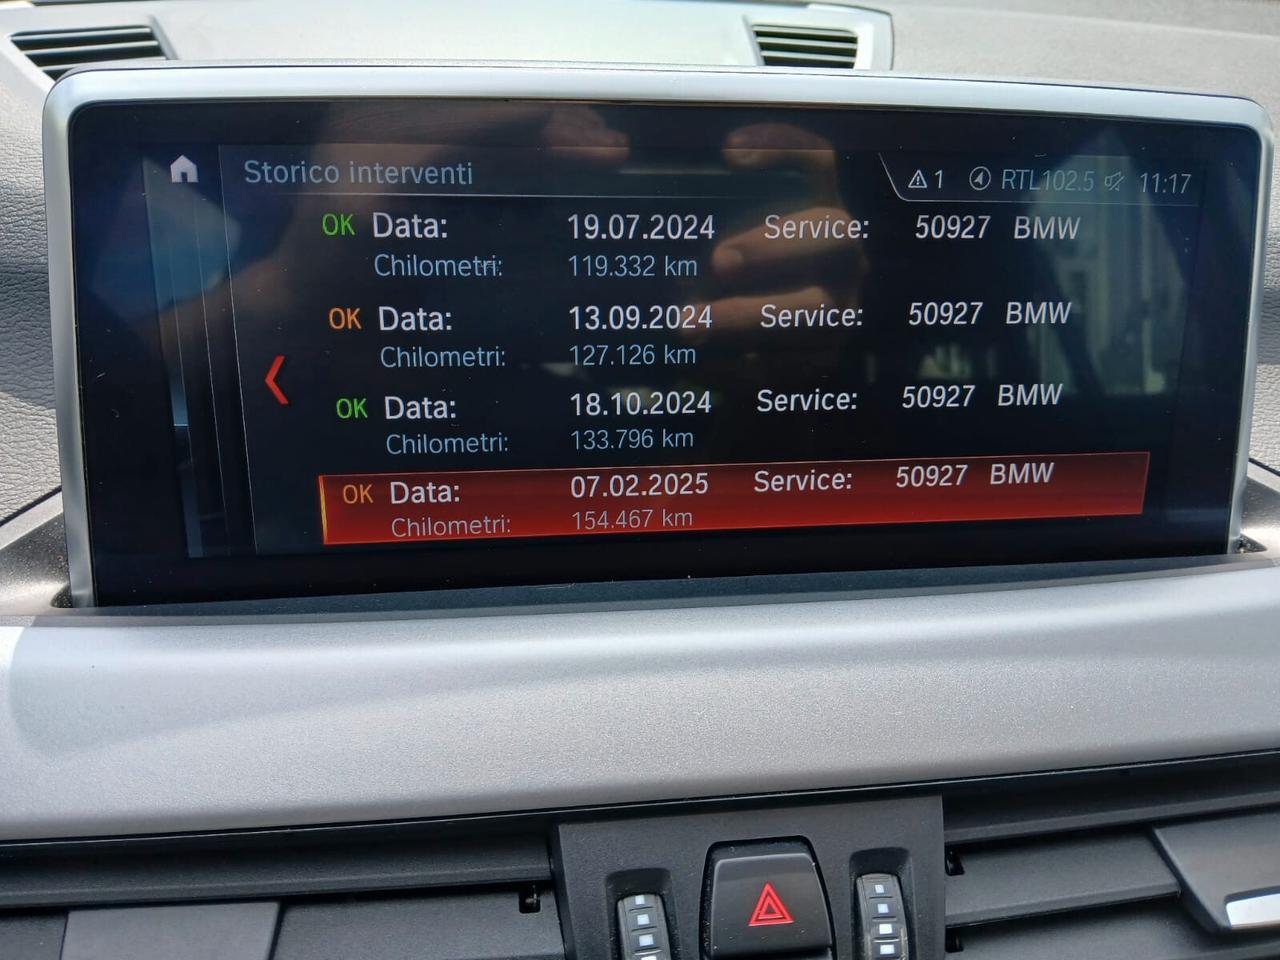 Storico interventi
1 RTL102.5 11:17
OK Data: 19.07.2024 Service: 50927 BMW
Chilometri: 119.332 km
OK Data: 13.09.2024 Service: 50927 BMW
Chilometri: 127.126 km
OK Data: 18.10.2024 Service: 50927 BMW
Chilometri: 133.796 km
OK Data: 07.02.2025 Service: 50927 BMW
Chilometri: 154.467 km